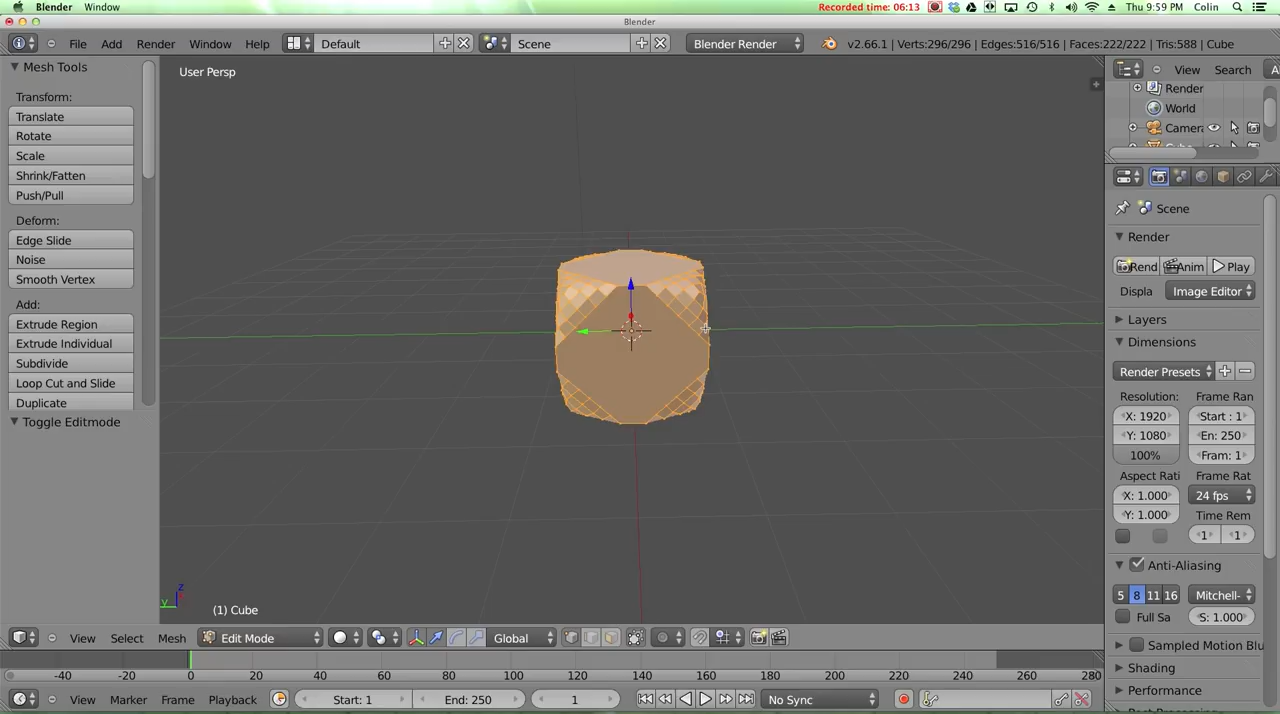 Blender Window Recorded time: 06:13 Thu 9:59 PM Colin
Blender
File Add Render Window Help Default Scene Blender Render v2.66.1 | Verts:296/296 | Edges:516/516 | Faces:222/222 | Tris:588 | Cube
Mesh Tools
Transform:
Translate
Rotate
Scale
Shrink/Fatten
Push/Pull
Deform:
Edge Slide
Noise
Smooth Vertex
Add:
Extrude Region
Extrude Individual
Subdivide
Loop Cut and Slide
Duplicate
Toggle Editmode
User Persp
z
y
(1) Cube
View Select Mesh Edit Mode Global
-40 -20 0 20 40 60 80 100 120 140 160 180 200 220 240 260 280
View Marker Frame Playback Start: 1 End: 250 1 No Sync
View Search A
Render
World
Camera
Scene
Render
Rend Anim Play
Displa Image Editor
Layers
Dimensions
Render Presets
Resolution: Frame Ran
X: 1920 Start : 1
Y: 1080 En: 250
100% Fram: 1
Aspect Rati Frame Rat
X: 1.000 24 fps
Y: 1.000 Time Rem
1 1
Anti-Aliasing
5 8 11 16 Mitchell-
Full Sa S: 1.000
Sampled Motion Blu
Shading
Performance